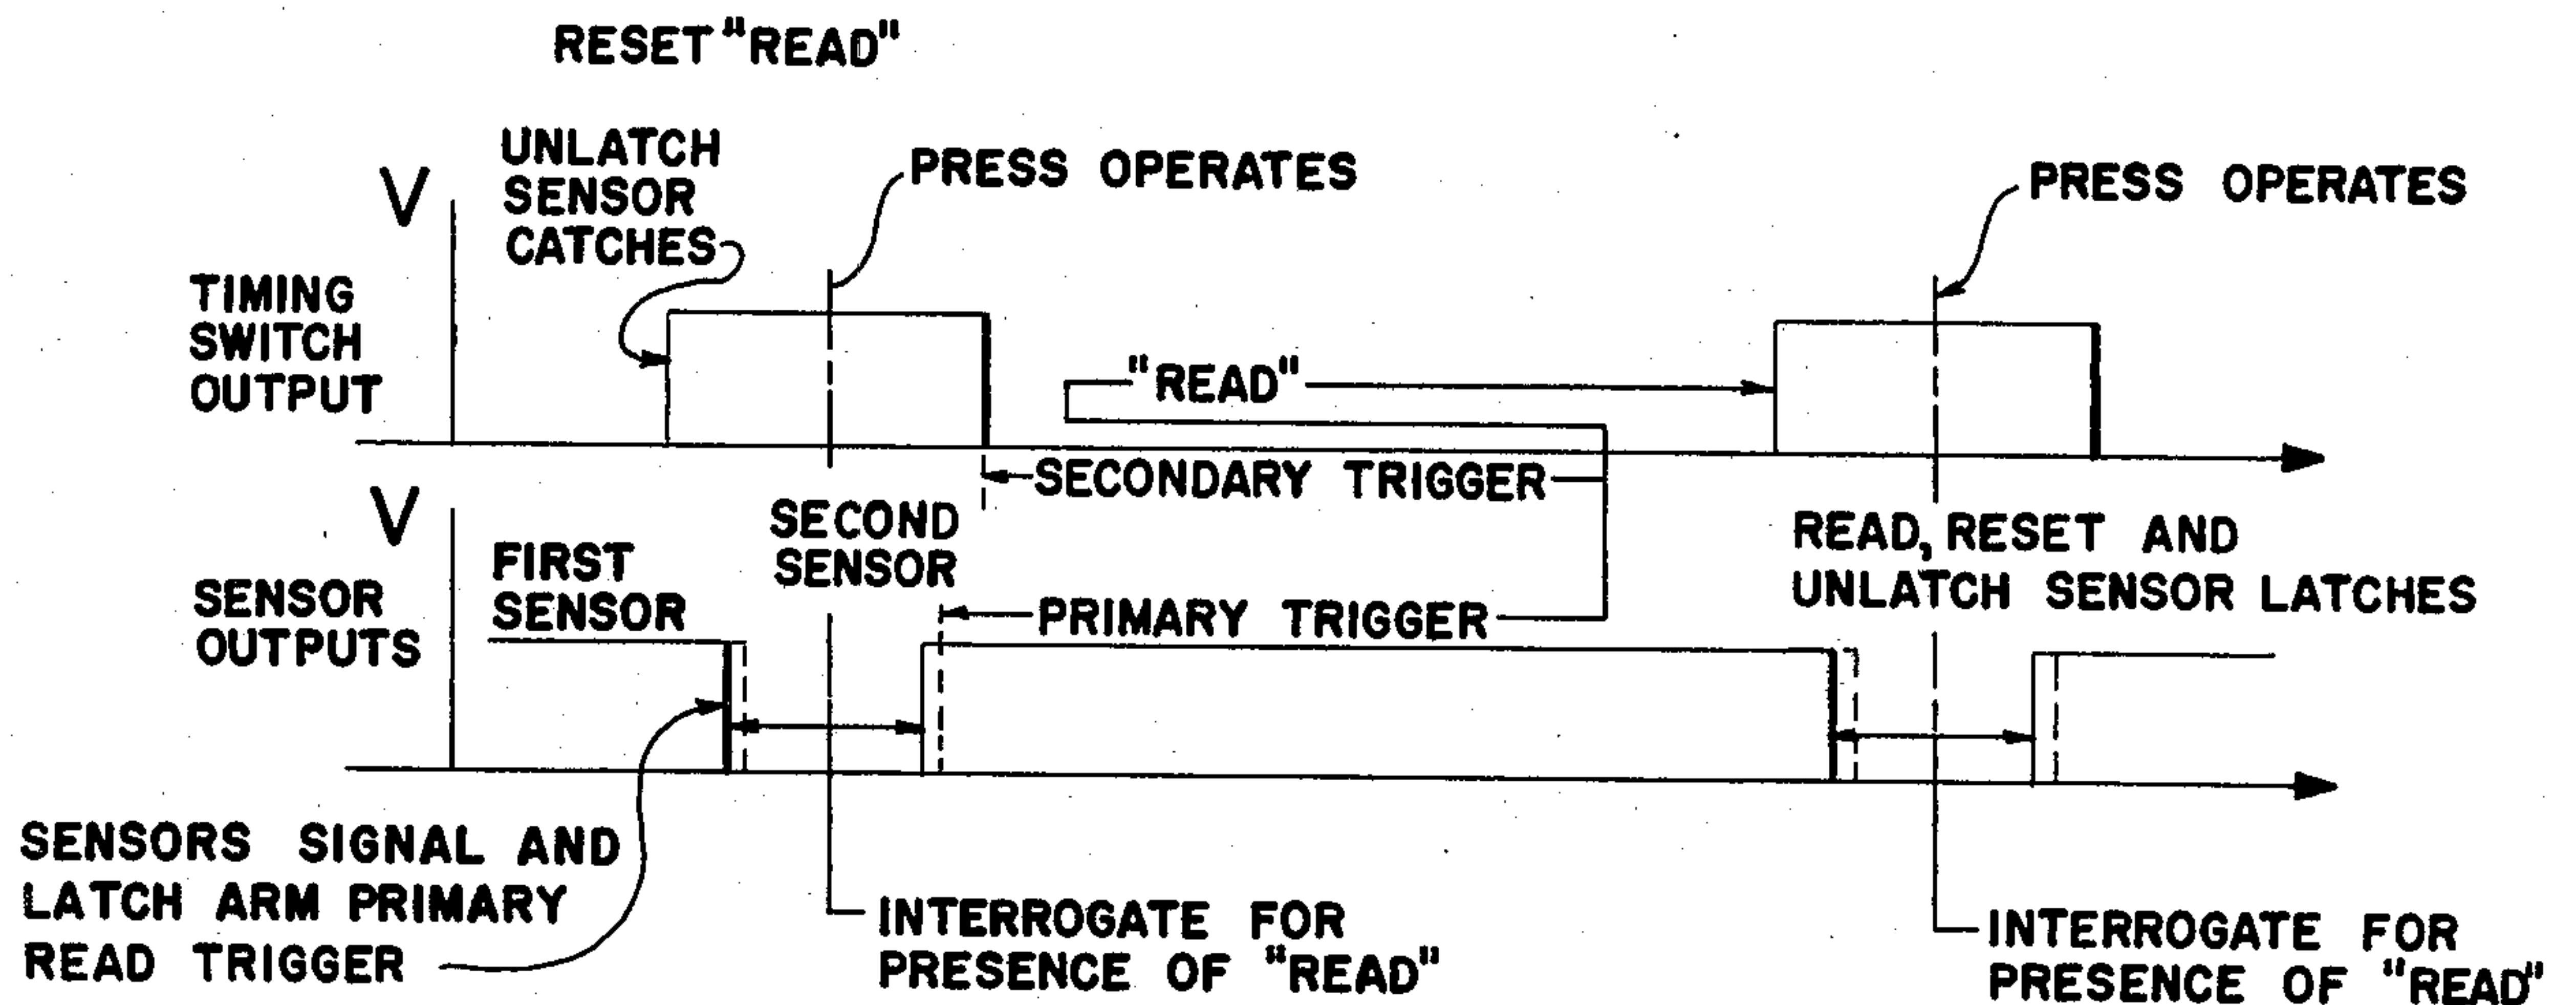 RESET "READ"
UNLATCH
SENSOR
CATCHES
PRESS OPERATES
PRESS OPERATES
V
TIMING
SWITCH
OUTPUT
"READ"
SECONDARY TRIGGER
V
SENSOR
OUTPUTS
FIRST
SENSOR
SECOND
SENSOR
PRIMARY TRIGGER
READ, RESET AND
UNLATCH SENSOR LATCHES
SENSORS SIGNAL AND
LATCH ARM PRIMARY
READ TRIGGER
INTERROGATE FOR
PRESENCE OF "READ"
INTERROGATE FOR
PRESENCE OF "READ"